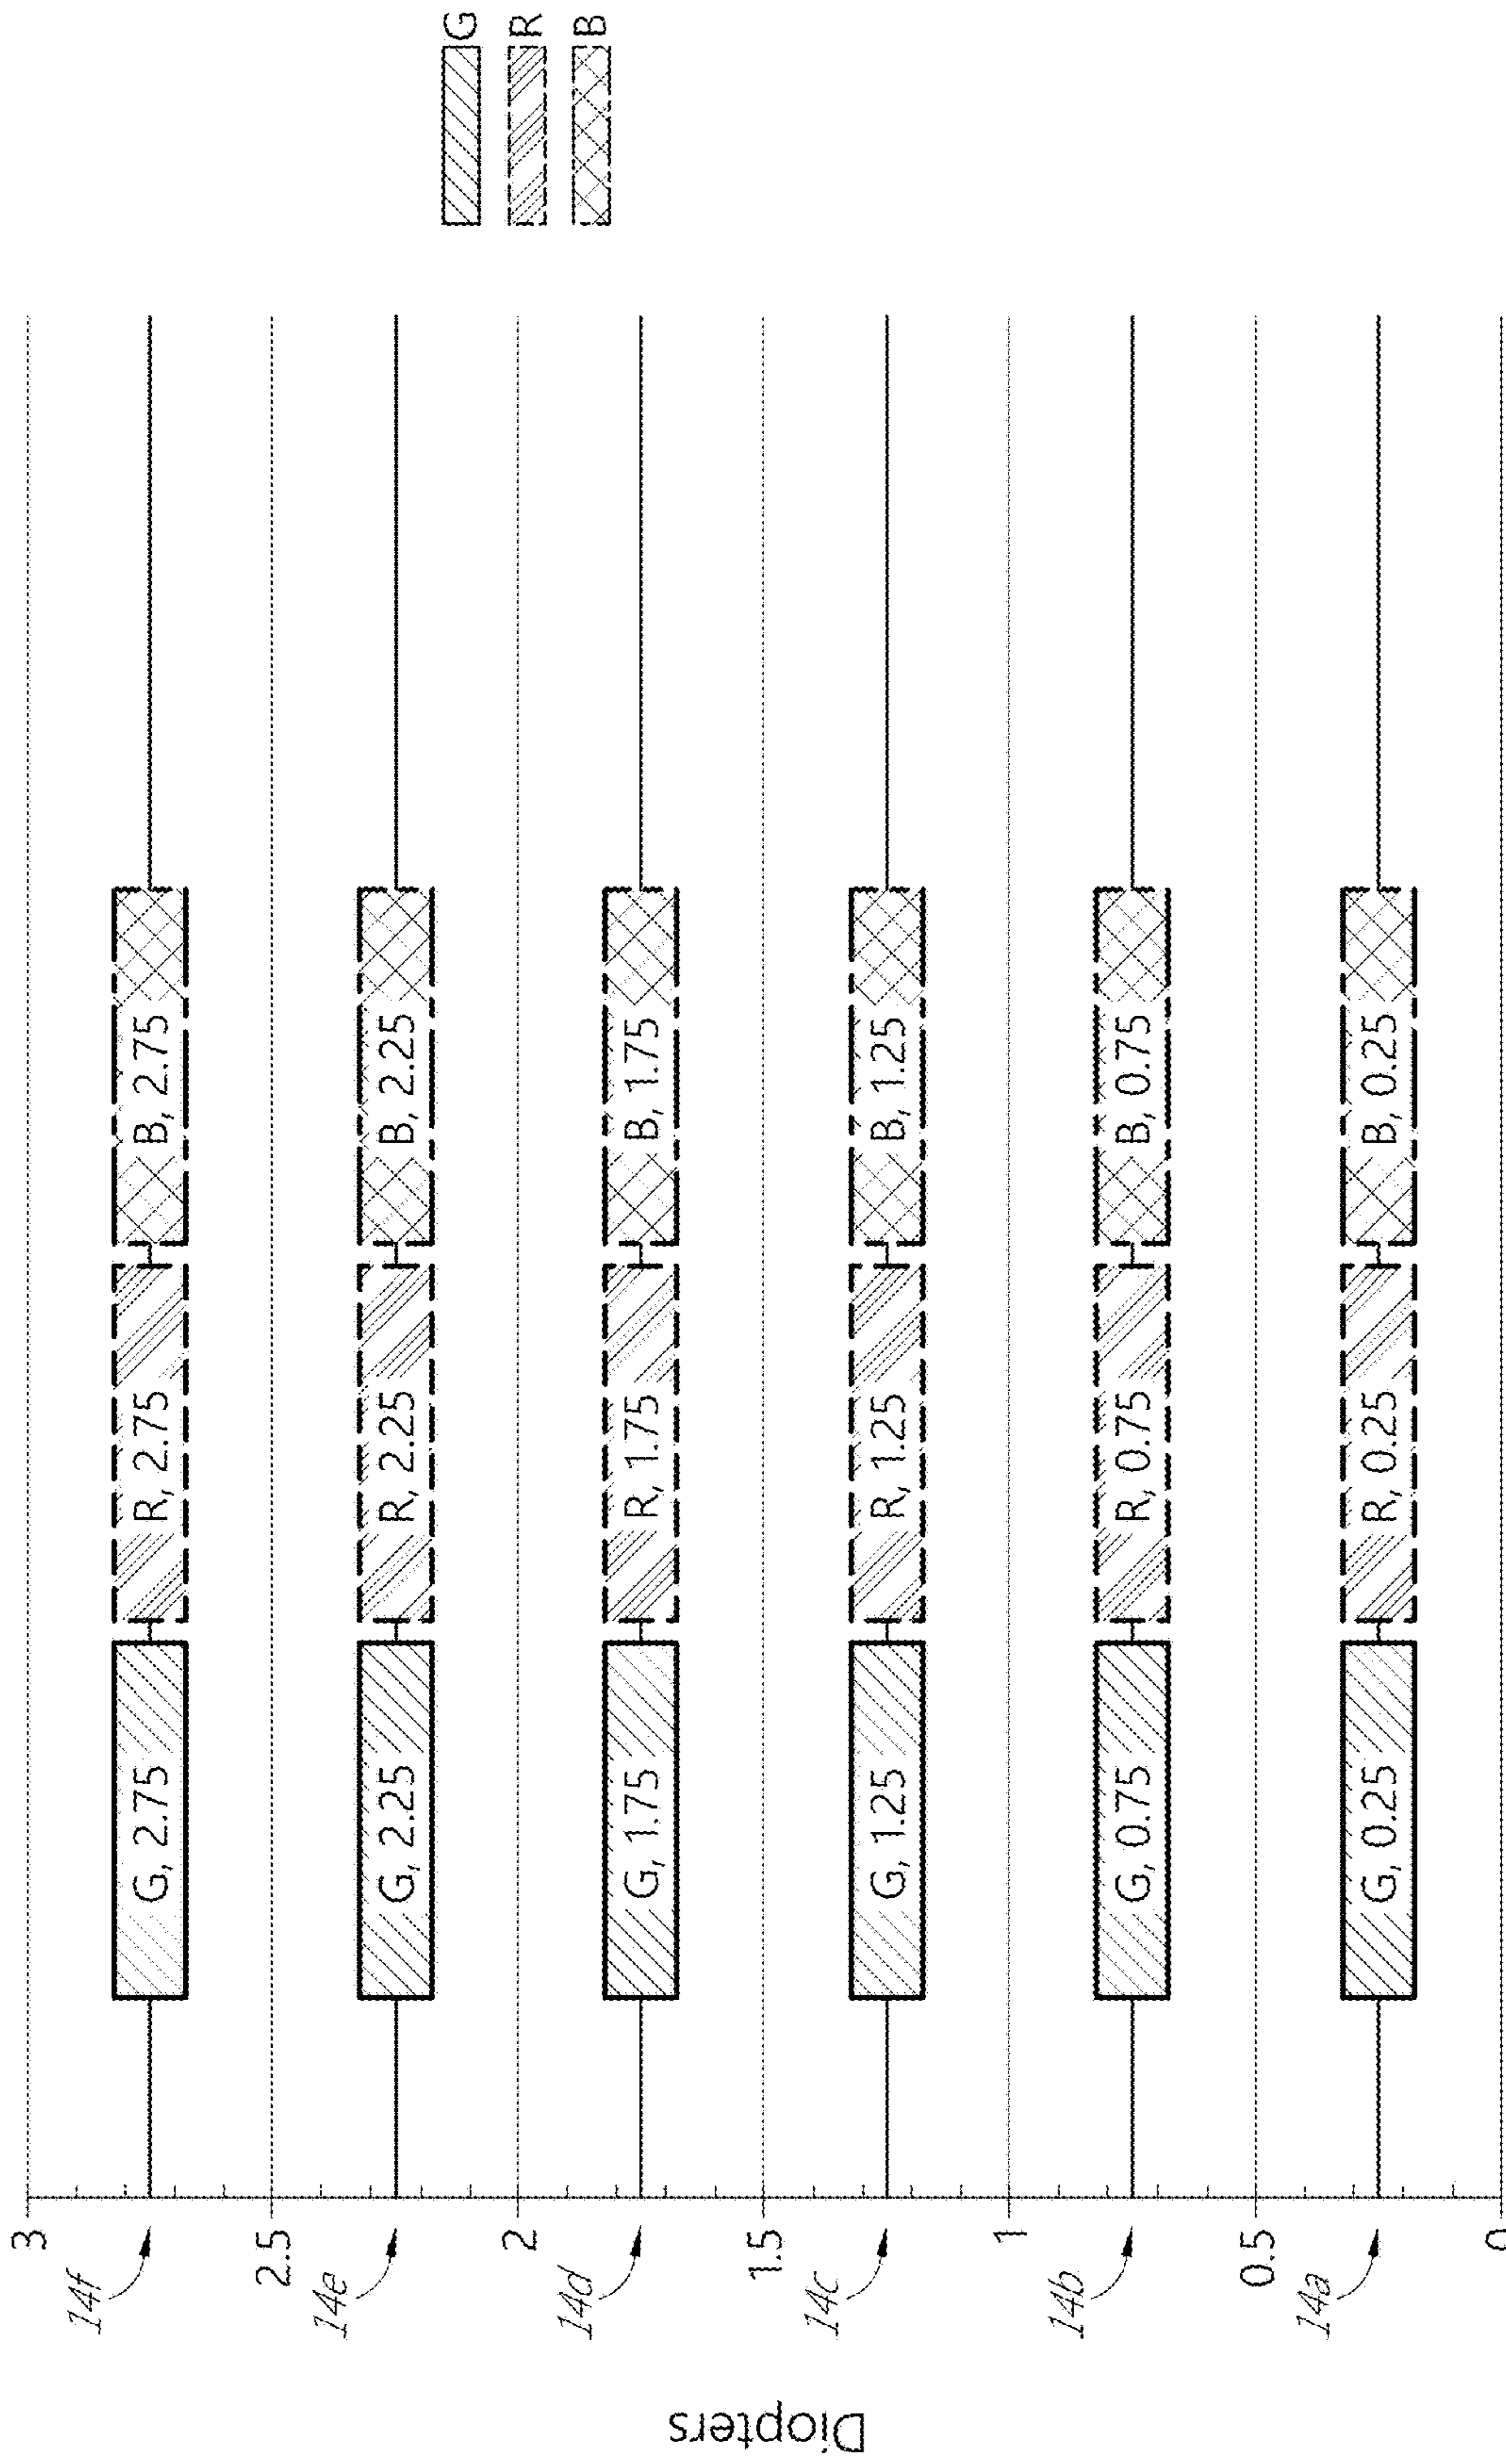 Diopters
3
14f
G, 2.75 R, 2.75 B, 2.75
2.5
14e
G, 2.25 R, 2.25 B, 2.25
2
14d
G, 1.75 R, 1.75 B, 1.75
1.5
14c
G, 1.25 R, 1.25 B, 1.25
1
14b
G, 0.75 R, 0.75 B, 0.75
0.5
14a
G, 0.25 R, 0.25 B, 0.25
0
G
R
B